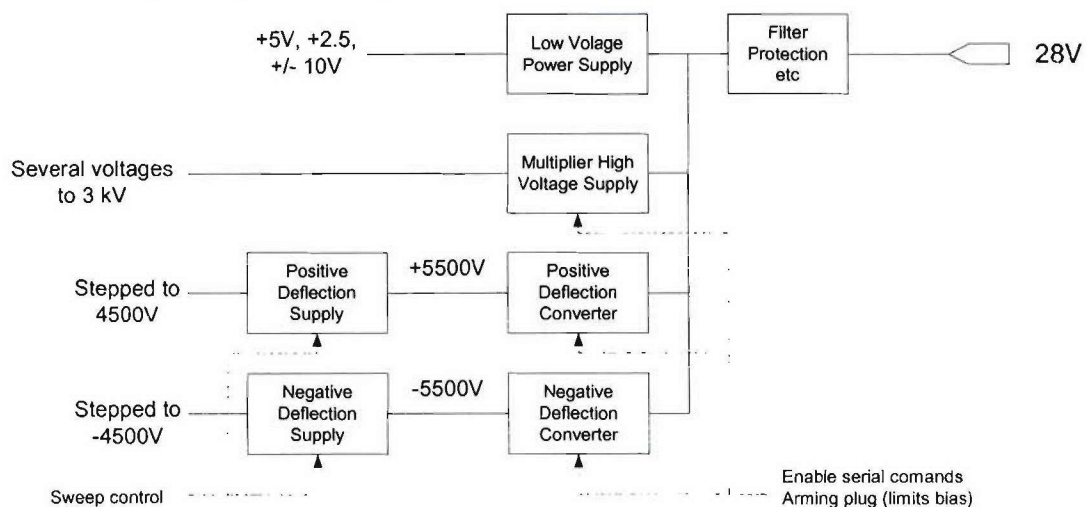 +5V, +2.5,
+/- 10V
Low Volage
Power Supply
Filter
Protection
etc
28V
Several voltages
to 3 kV
Multiplier High
Voltage Supply
Stepped to
4500V
Positive
Deflection
Supply
+5500V
Positive
Deflection
Converter
Stepped to
-4500V
Negative
Deflection
Supply
-5500V
Negative
Deflection
Converter
Sweep control
Enable serial comands
Arming plug (limits bias)